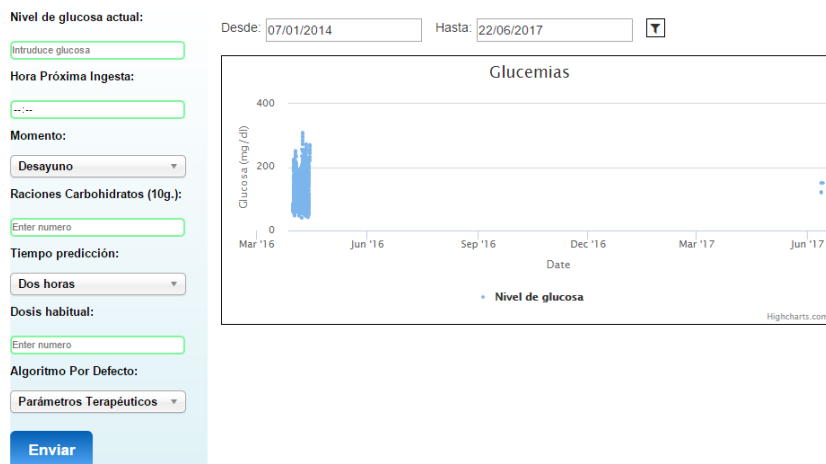 Nivel de glucosa actual:
Introduce glucosa
Hora Próxima Ingesta:
--:--
Momento:
Desayuno
Raciones Carbohidratos (10g.):
Enter numero
Tiempo predicción:
Dos horas
Dosis habitual:
Enter numero
Algoritmo Por Defecto:
Parámetros Terapéuticos
Enviar
Desde: 07/01/2014 Hasta: 22/06/2017
Glucemias
Glucosa (mg/dl)
400
200
0
Mar '16 Jun '16 Sep '16 Dec '16 Mar '17 Jun '17
Date
Nivel de glucosa
Highcharts.com